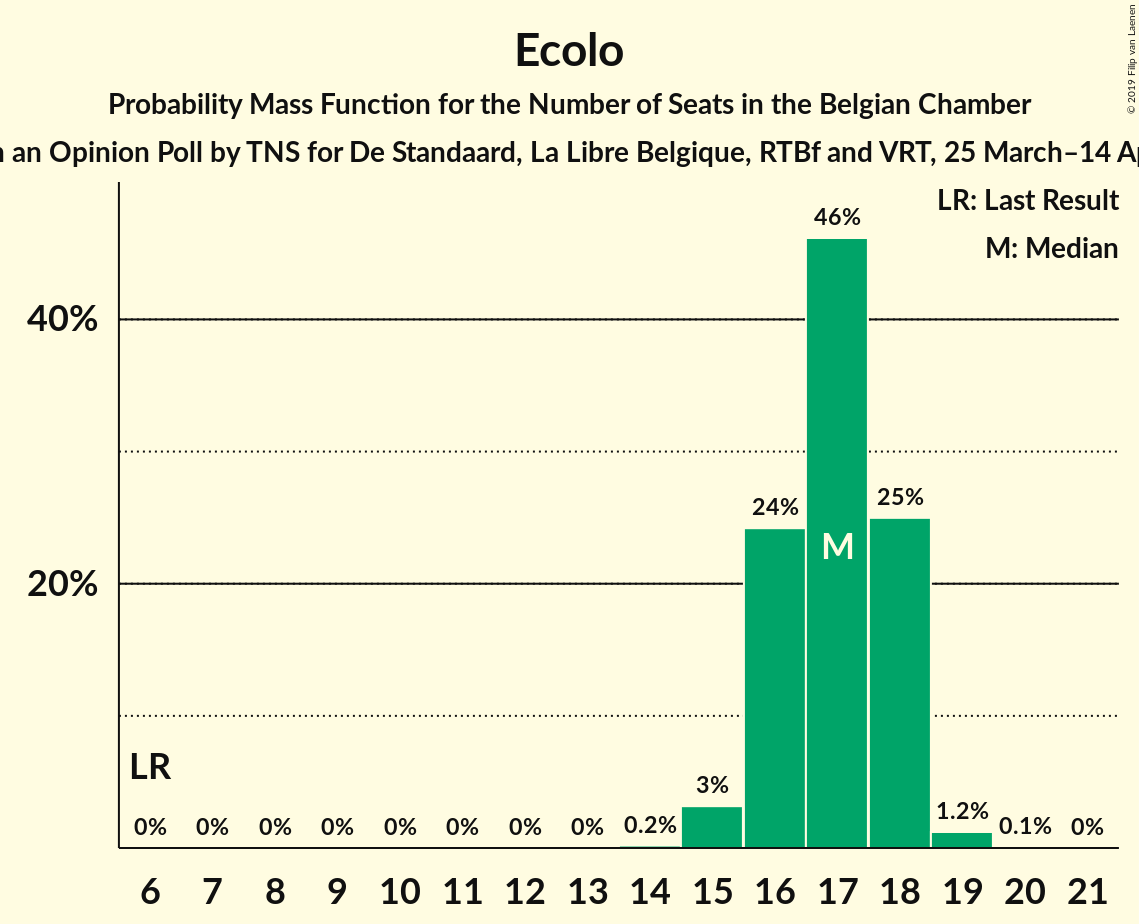 Ecolo
Probability Mass Function for the Number of Seats in the Belgian Chamber
an Opinion Poll by TNS for De Standaard, La Libre Belgique, RTBf and VRT, 25 March–14
© 2019 Filip van Laenen
LR: Last Result
M: Median
46%
40%
25%
24%
M
20%
LR
3%
0% 0% 0% 0% 0% 0% 0% 0% 0.2% 1.2% 0.1% 0%
6 7 8 9 10 11 12 13 14 15 16 17 18 19 20 21